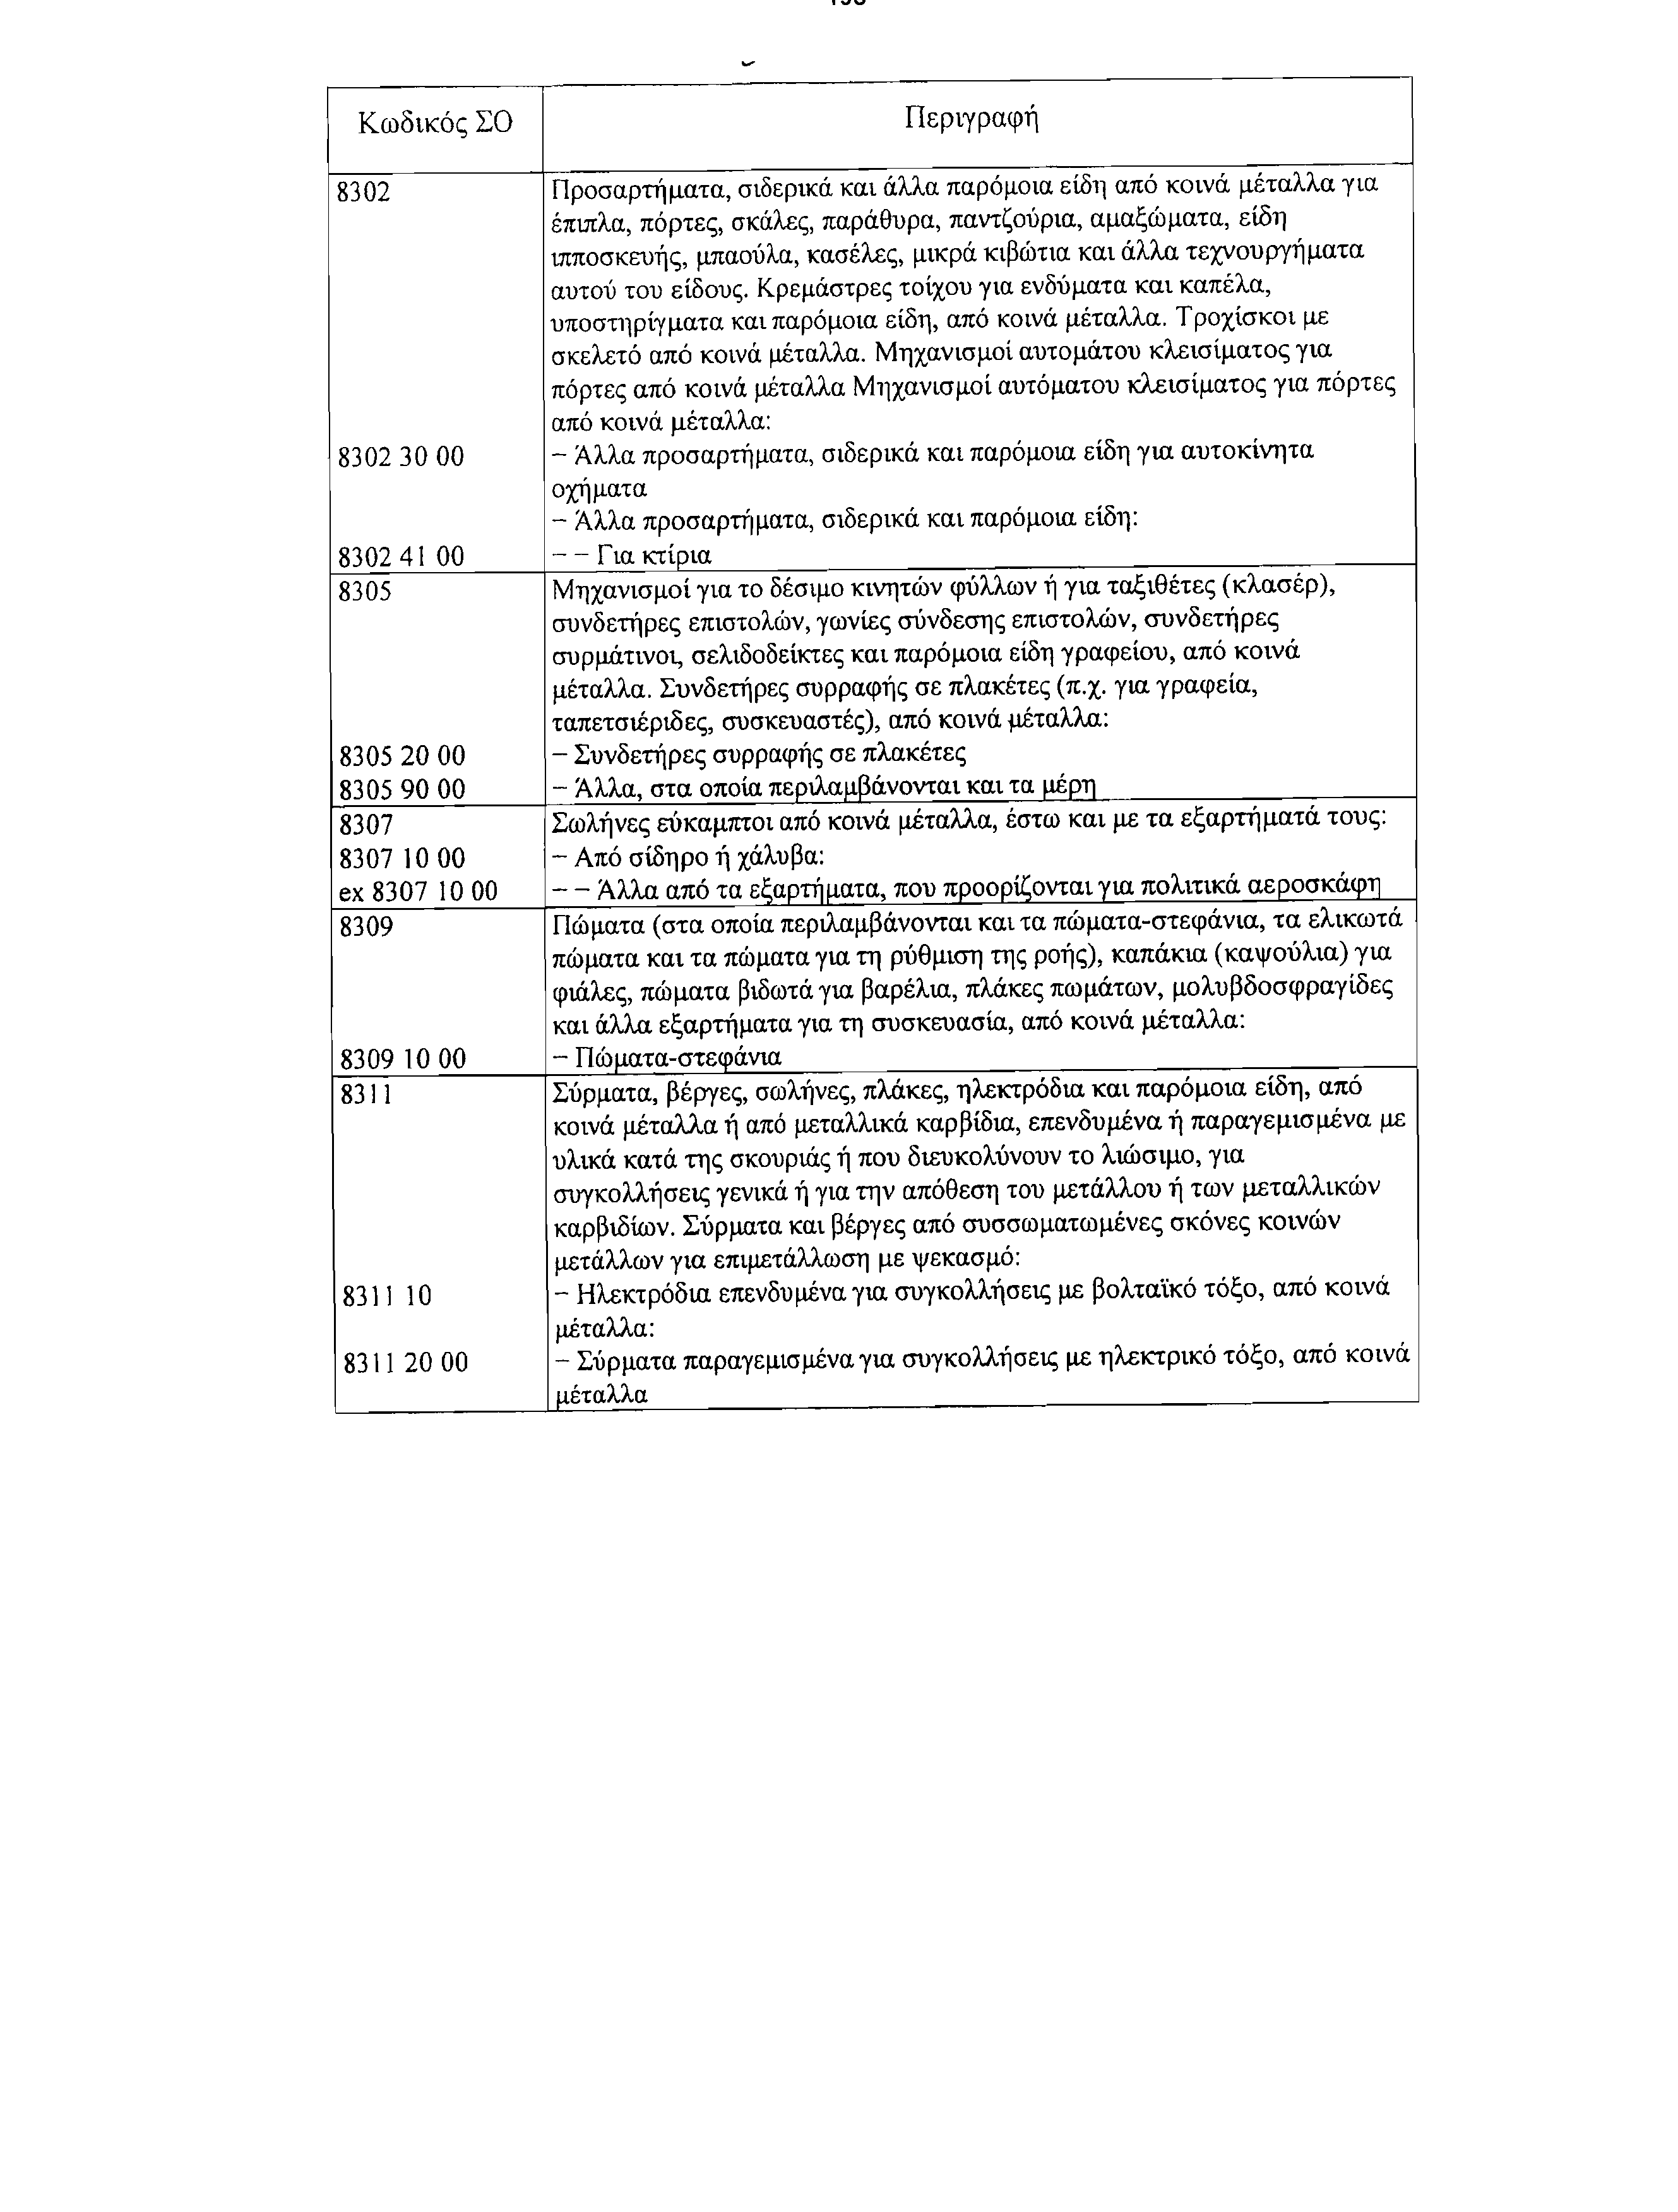 Κωδικός ΣΟ Περιγραφή
8302 Προσαρτήματα, σιδερικά και άλλα παρόμοια είδη από κοινά μέταλλα για
έπιπλα, πόρτες, σκάλες, παράθυρα, παντζούρια, αμαξώματα, είδη
ιπποσκευής, μπαούλα, κασέλες, μικρά κιβώτια και άλλα τεχνουργήματα
αυτού του είδους. Κρεμάστρες τοίχου για ενδύματα και καπέλα,
υποστηρίγματα και παρόμοια είδη, από κοινά μέταλλα. Τροχίσκοι με
σκελετό από κοινά μέταλλα. Μηχανισμοί αυτομάτου κλεισίματος για
πόρτες από κοινά μέταλλα Μηχανισμοί αυτόματου κλεισίματος για πόρτες
από κοινά μέταλλα:
8302 30 00 – Άλλα προσαρτήματα, σιδερικά και παρόμοια είδη για αυτοκίνητα
οχήματα
– Άλλα προσαρτήματα, σιδερικά και παρόμοια είδη:
8302 41 00 – – Για κτίρια
8305 Μηχανισμοί για το δέσιμο κινητών φύλλων ή για ταξιθέτες (κλασέρ),
συνδετήρες επιστολών, γωνίες σύνδεσης επιστολών, συνδετήρες
συρμάτινοι, σελιδοδείκτες και παρόμοια είδη γραφείου, από κοινά
μέταλλα. Συνδετήρες συρραφής σε πλακέτες (π.χ. για γραφεία,
ταπετσιέριδες, συσκευαστές), από κοινά μέταλλα:
8305 20 00 – Συνδετήρες συρραφής σε πλακέτες
8305 90 00 – Άλλα, στα οποία περιλαμβάνονται και τα μέρη
8307 Σωλήνες εύκαμπτοι από κοινά μέταλλα, έστω και με τα εξαρτήματά τους:
8307 10 00 – Από σίδηρο ή χάλυβα:
ex 8307 10 00 – – Άλλα από τα εξαρτήματα, που προορίζονται για πολιτικά αεροσκάφη
8309 Πώματα (στα οποία περιλαμβάνονται και τα πώματα-στεφάνια, τα ελικωτά
πώματα και τα πώματα για τη ρύθμιση της ροής), καπάκια (καψούλια) για
φιάλες, πώματα βιδωτά για βαρέλια, πλάκες πωμάτων, μολυβδοσφραγίδες
και άλλα εξαρτήματα για τη συσκευασία, από κοινά μέταλλα:
8309 10 00 – Πώματα-στεφάνια
8311 Σύρματα, βέργες, σωλήνες, πλάκες, ηλεκτρόδια και παρόμοια είδη, από
κοινά μέταλλα ή από μεταλλικά καρβίδια, επενδυμένα ή παραγεμισμένα με
υλικά κατά της σκουριάς ή που διευκολύνουν το λιώσιμο, για
συγκολλήσεις γενικά ή για την απόθεση του μετάλλου ή των μεταλλικών
καρβιδίων. Σύρματα και βέργες από συσσωματωμένες σκόνες κοινών
μετάλλων για επιμετάλλωση με ψεκασμό:
8311 10 – Ηλεκτρόδια επενδυμένα για συγκολλήσεις με βολταϊκό τόξο, από κοινά
μέταλλα:
8311 20 00 – Σύρματα παραγεμισμένα για συγκολλήσεις με ηλεκτρικό τόξο, από κοινά
μέταλλα